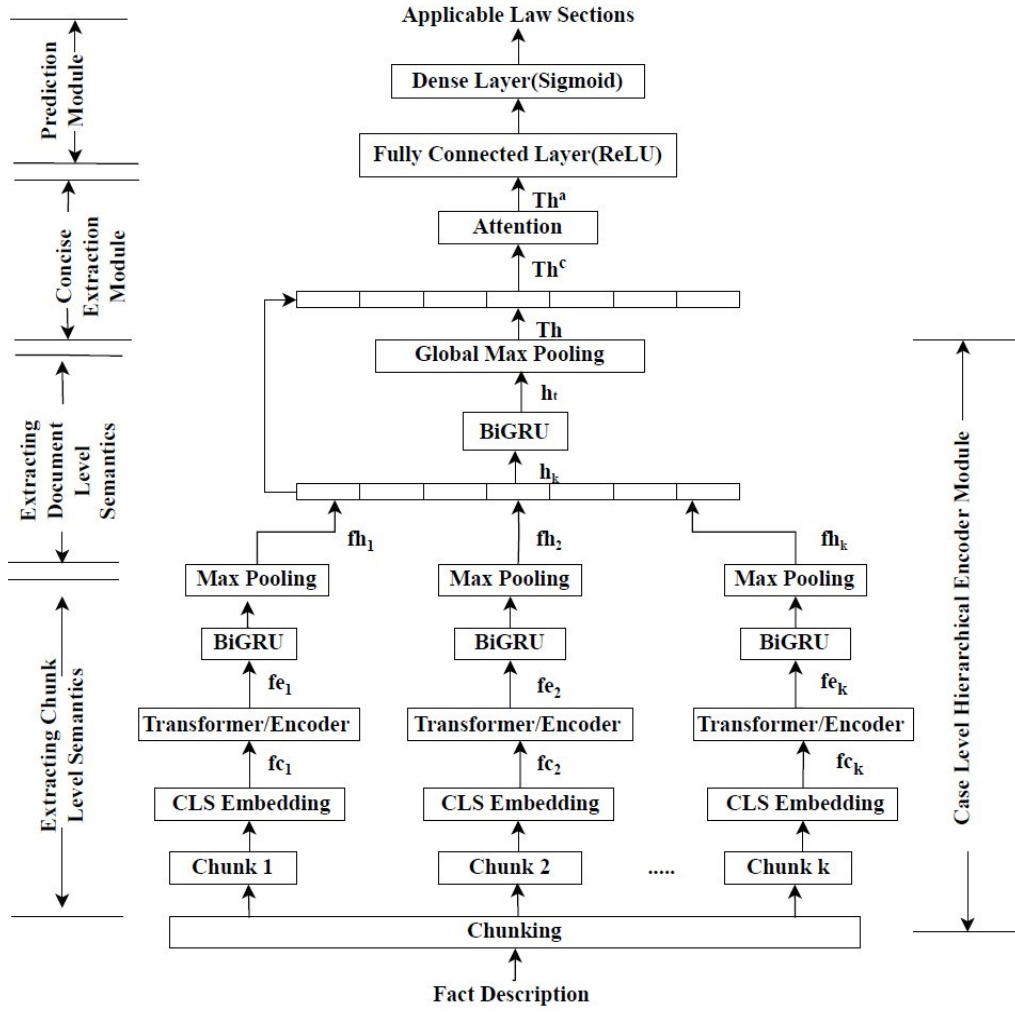 Applicable Law Sections
Dense Layer(Sigmoid)
Fully Connected Layer(ReLU)
Thᵃ
Attention
Thᶜ
Th
Global Max Pooling
hₜ
BiGRU
hₖ
fh₁ fh₂ fhₖ
Max Pooling Max Pooling Max Pooling
BiGRU BiGRU BiGRU
fe₁ fe₂ feₖ
Transformer/Encoder Transformer/Encoder Transformer/Encoder
fc₁ fc₂ fcₖ
CLS Embedding CLS Embedding CLS Embedding
Chunk 1 Chunk 2 ..... Chunk k
Chunking
Fact Description
Prediction
Module
Concise
Extraction
Module
Extracting
Document
Level
Semantics
Extracting Chunk
Level Semantics
Case Level Hierarchical Encoder Module